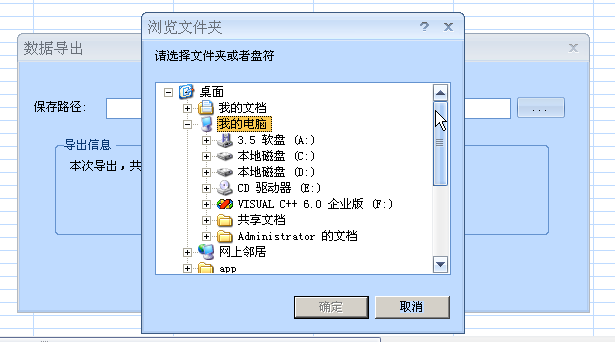 浏览文件夹
数据导出
请选择文件夹或者盘符
保存路径:
...
导出信息
本次导出，共
桌面
我的文档
我的电脑
3.5 软盘 (A:)
本地磁盘 (C:)
本地磁盘 (D:)
CD 驱动器 (E:)
VISUAL C++ 6.0 企业版 (F:)
共享文档
Administrator 的文档
网上邻居
app
确定
取消